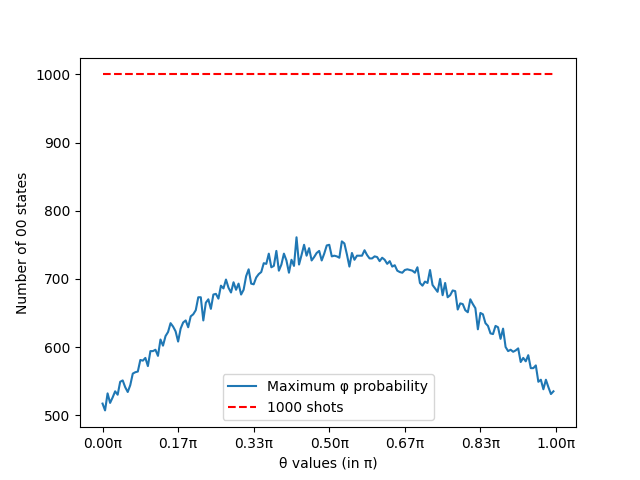 1000
900
800
700
600
500
Number of 00 states
Maximum φ probability
1000 shots
0.00π 0.17π 0.33π 0.50π 0.67π 0.83π 1.00π
θ values (in π)